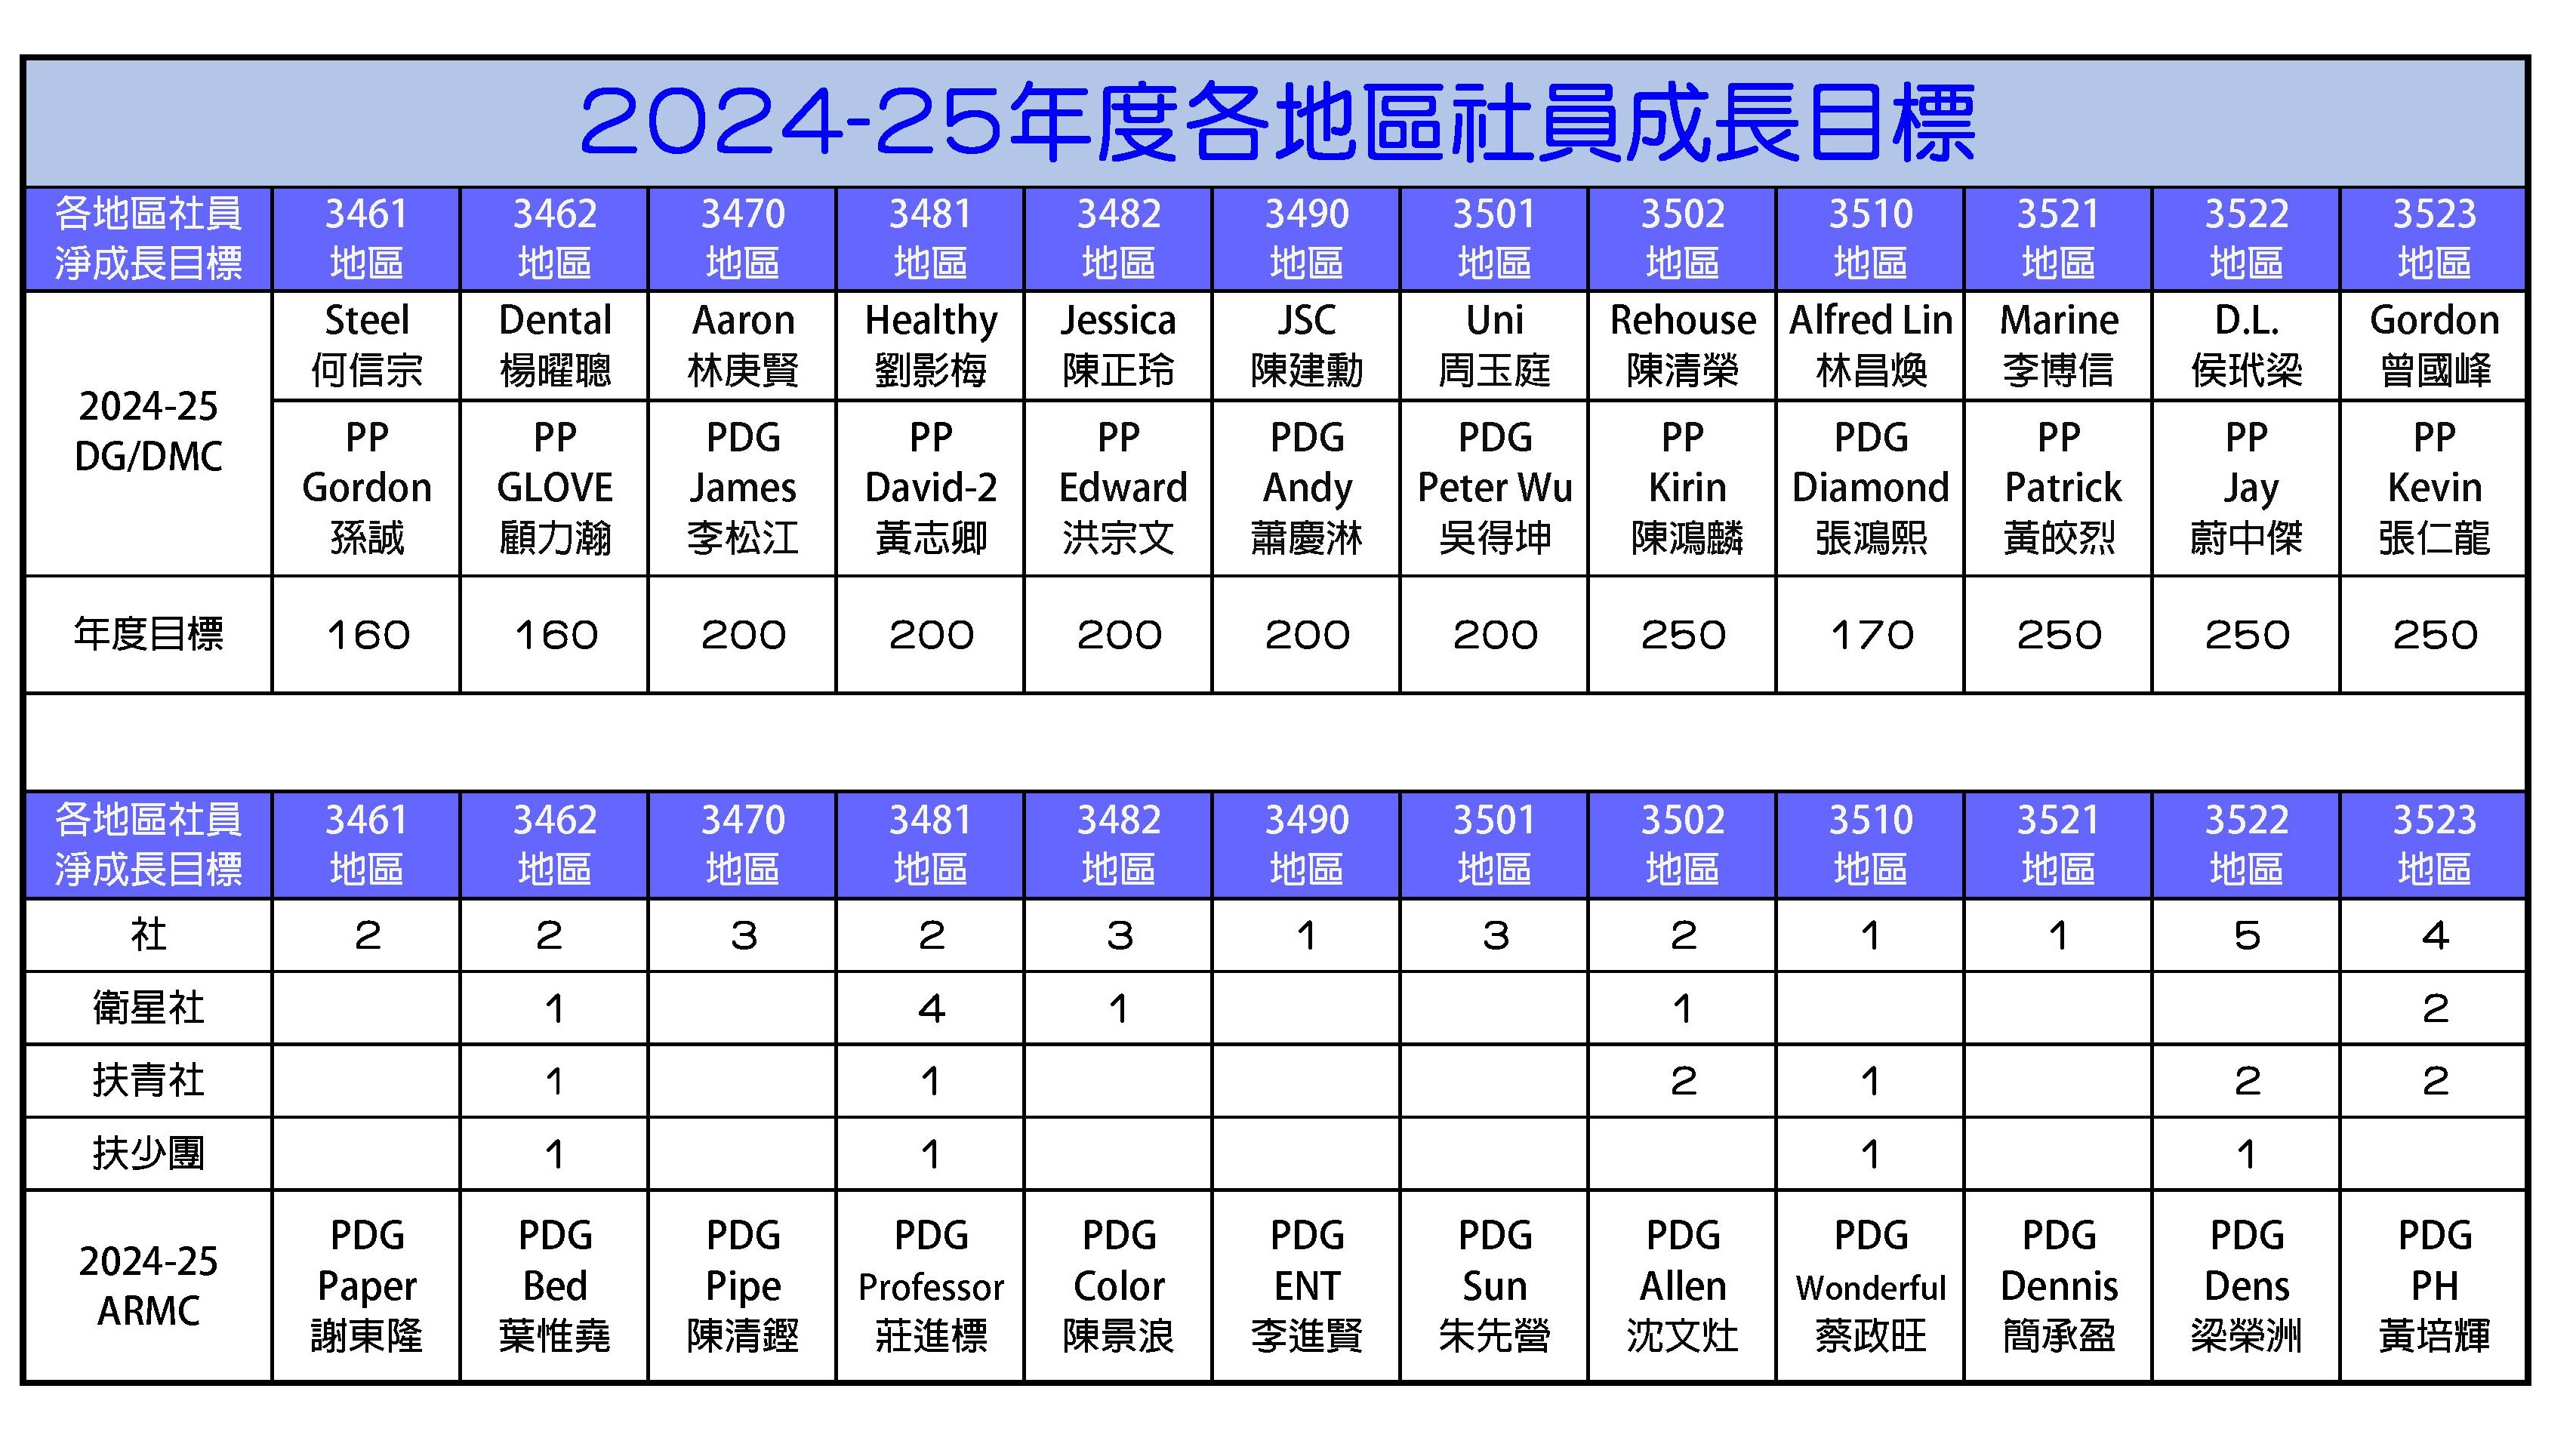 2024-25年度各地區社員成長目標
各地區社員 3461 3462 3470 3481 3482 3490 3501 3502 3510 3521 3522 3523
淨成長目標 地區 地區 地區 地區 地區 地區 地區 地區 地區 地區 地區 地區
2024-25
DG/DMC
Steel Dental Aaron Healthy Jessica JSC Uni Rehouse Alfred Lin Marine D.L. Gordon
何信宗 楊曜聰 林庚賢 劉影梅 陳正玲 陳建勳 周玉庭 陳清榮 林昌煥 李博信 侯玳梁 曾國峰
PP PP PDG PP PP PDG PDG PP PDG PP PP PP
Gordon GLOVE James David-2 Edward Andy Peter Wu Kirin Diamond Patrick Jay Kevin
孫誠 顧力瀚 李松江 黃志卿 洪宗文 蕭慶淋 吳得坤 陳鴻麟 張鴻熙 黃皎烈 蔚中傑 張仁龍
年度目標 160 160 200 200 200 200 200 250 170 250 250 250
各地區社員 3461 3462 3470 3481 3482 3490 3501 3502 3510 3521 3522 3523
淨成長目標 地區 地區 地區 地區 地區 地區 地區 地區 地區 地區 地區 地區
社 2 2 3 2 3 1 3 2 1 1 5 4
衛星社 1 4 1 1 2
扶青社 1 1 2 1 2 2
扶少團 1 1 1 1
2024-25
ARMC
PDG PDG PDG PDG PDG PDG PDG PDG PDG PDG PDG PDG
Paper Bed Pipe Professor Color ENT Sun Allen Wonderful Dennis Dens PH
謝東隆 葉惟堯 陳清鏗 莊進標 陳景浪 李進賢 朱先營 沈文灶 蔡政旺 簡承盈 梁榮洲 黃培輝